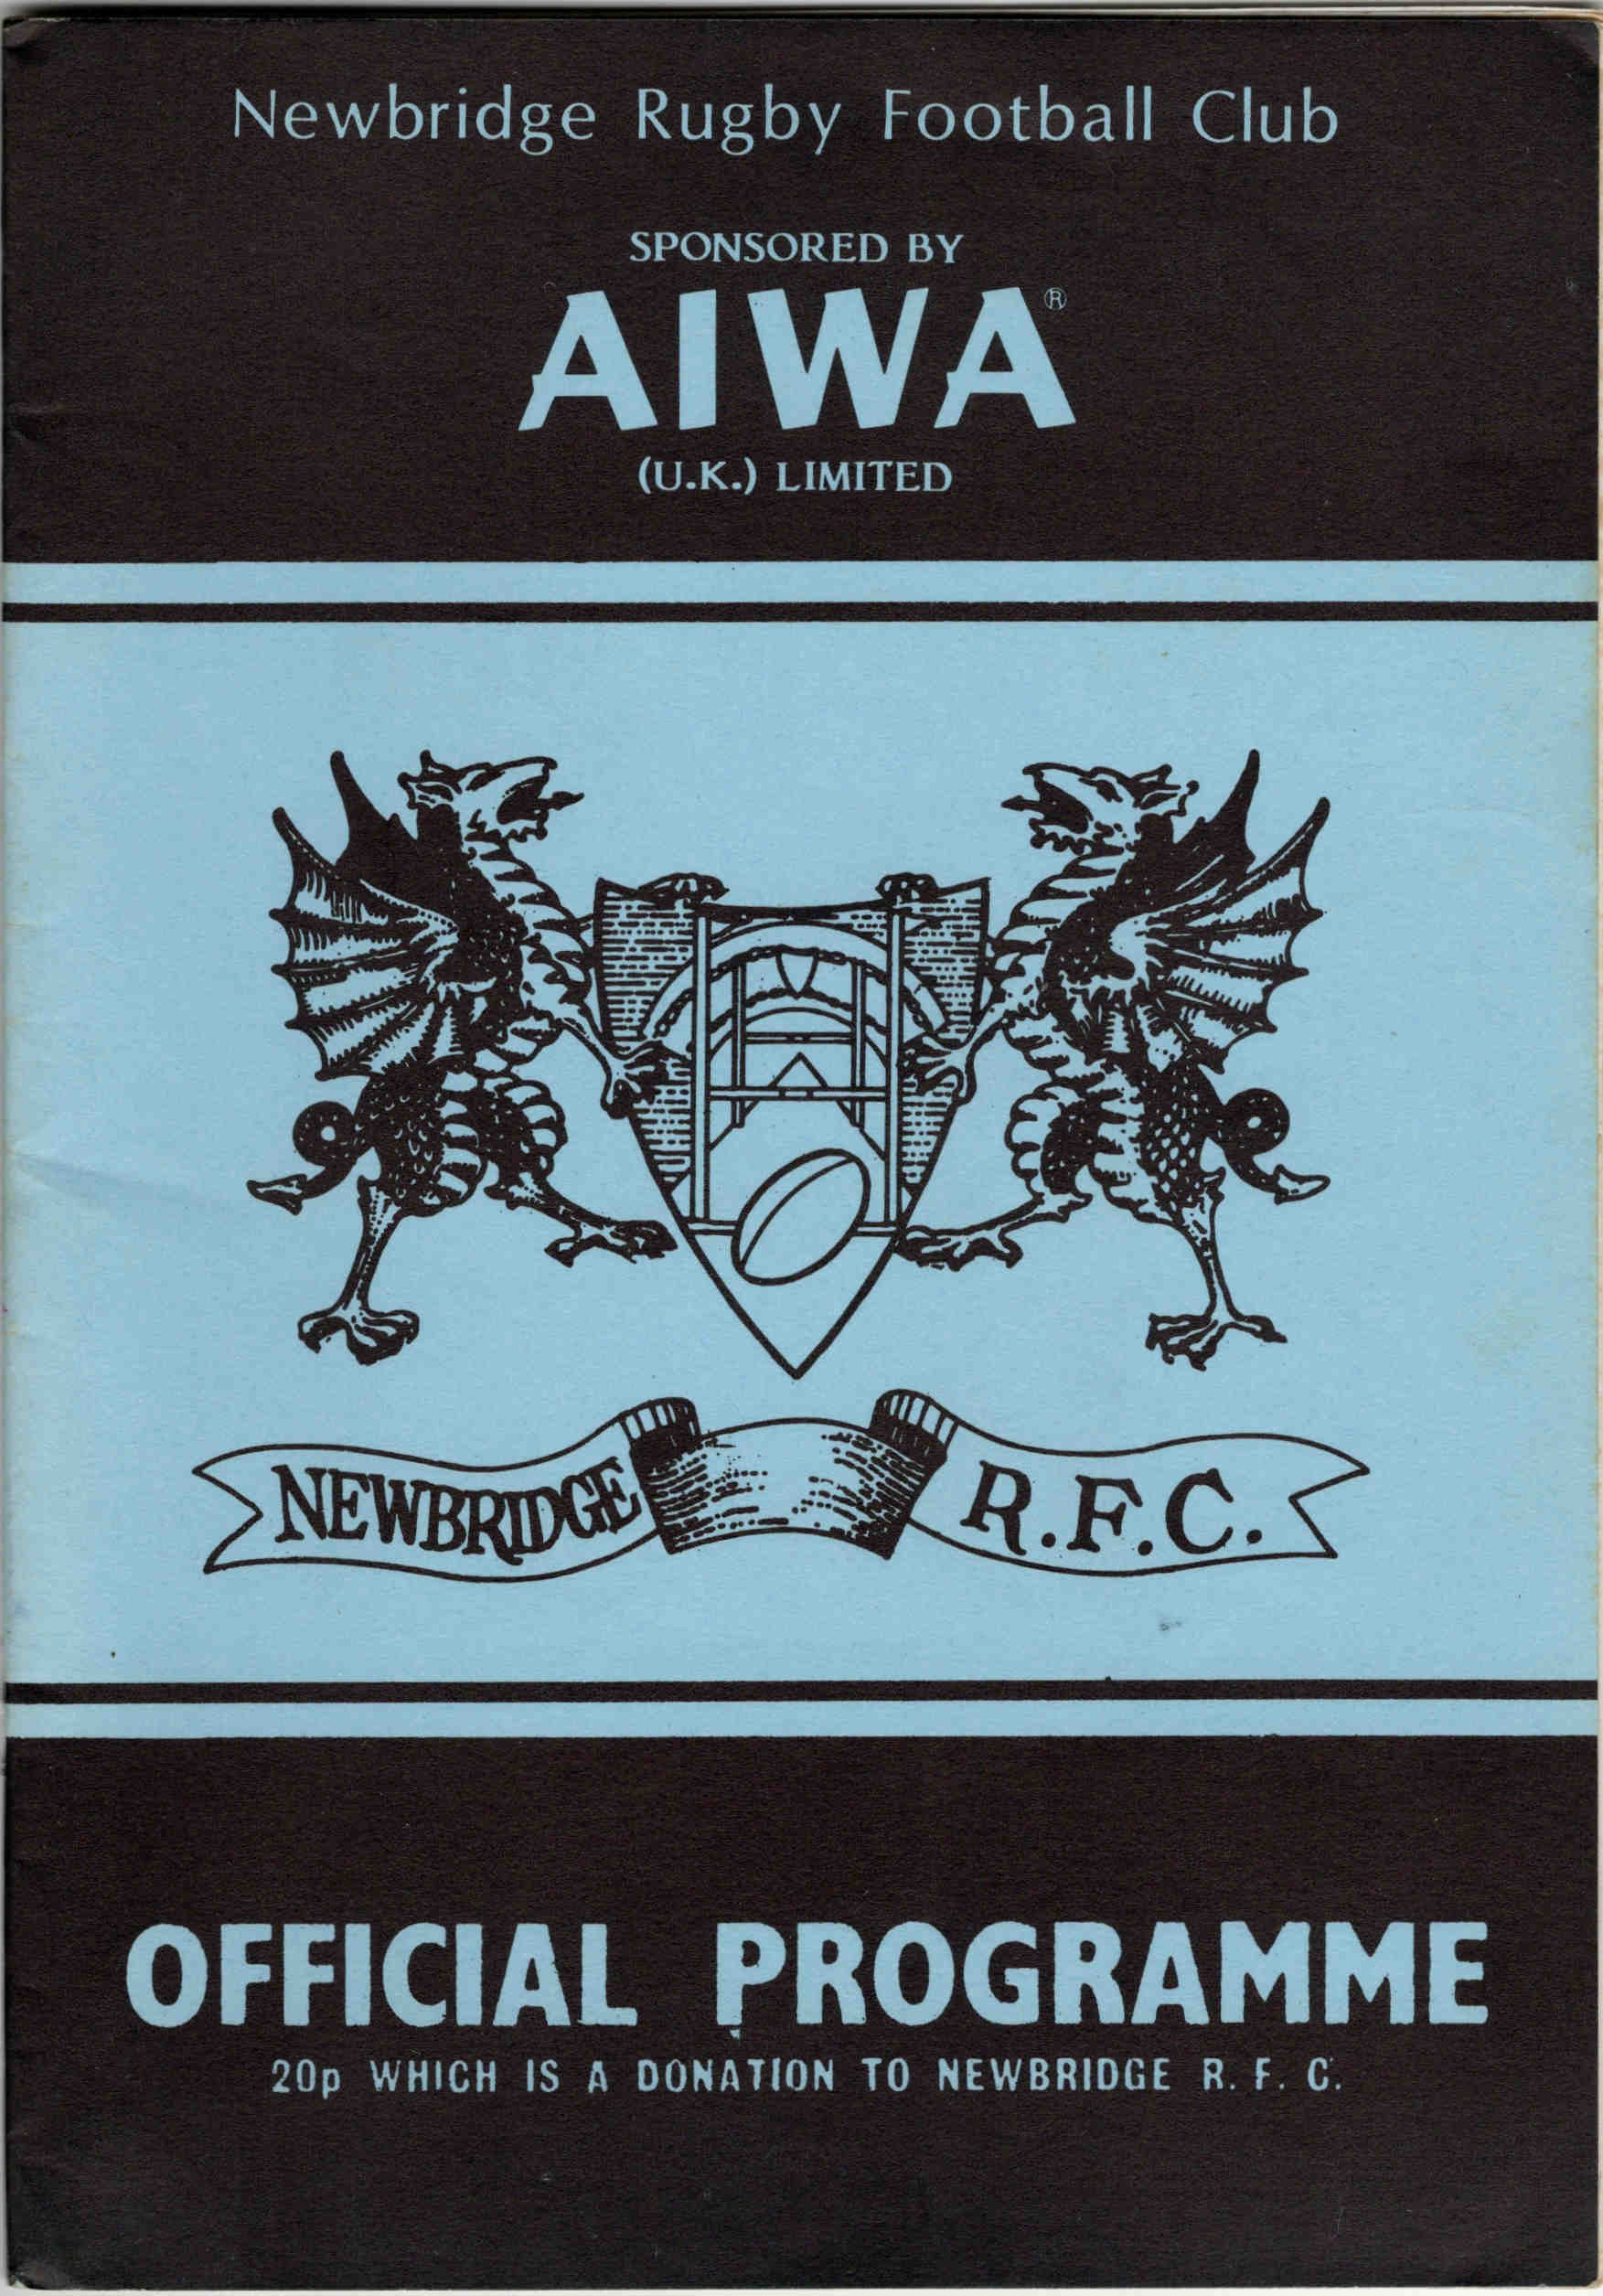 Newbridge Rugby Football Club
SPONSORED BY
AIWA®
(U.K.) LIMITED
NEWBRIDGE R.F.C.
OFFICIAL PROGRAMME
20p WHICH IS A DONATION TO NEWBRIDGE R. F. C.